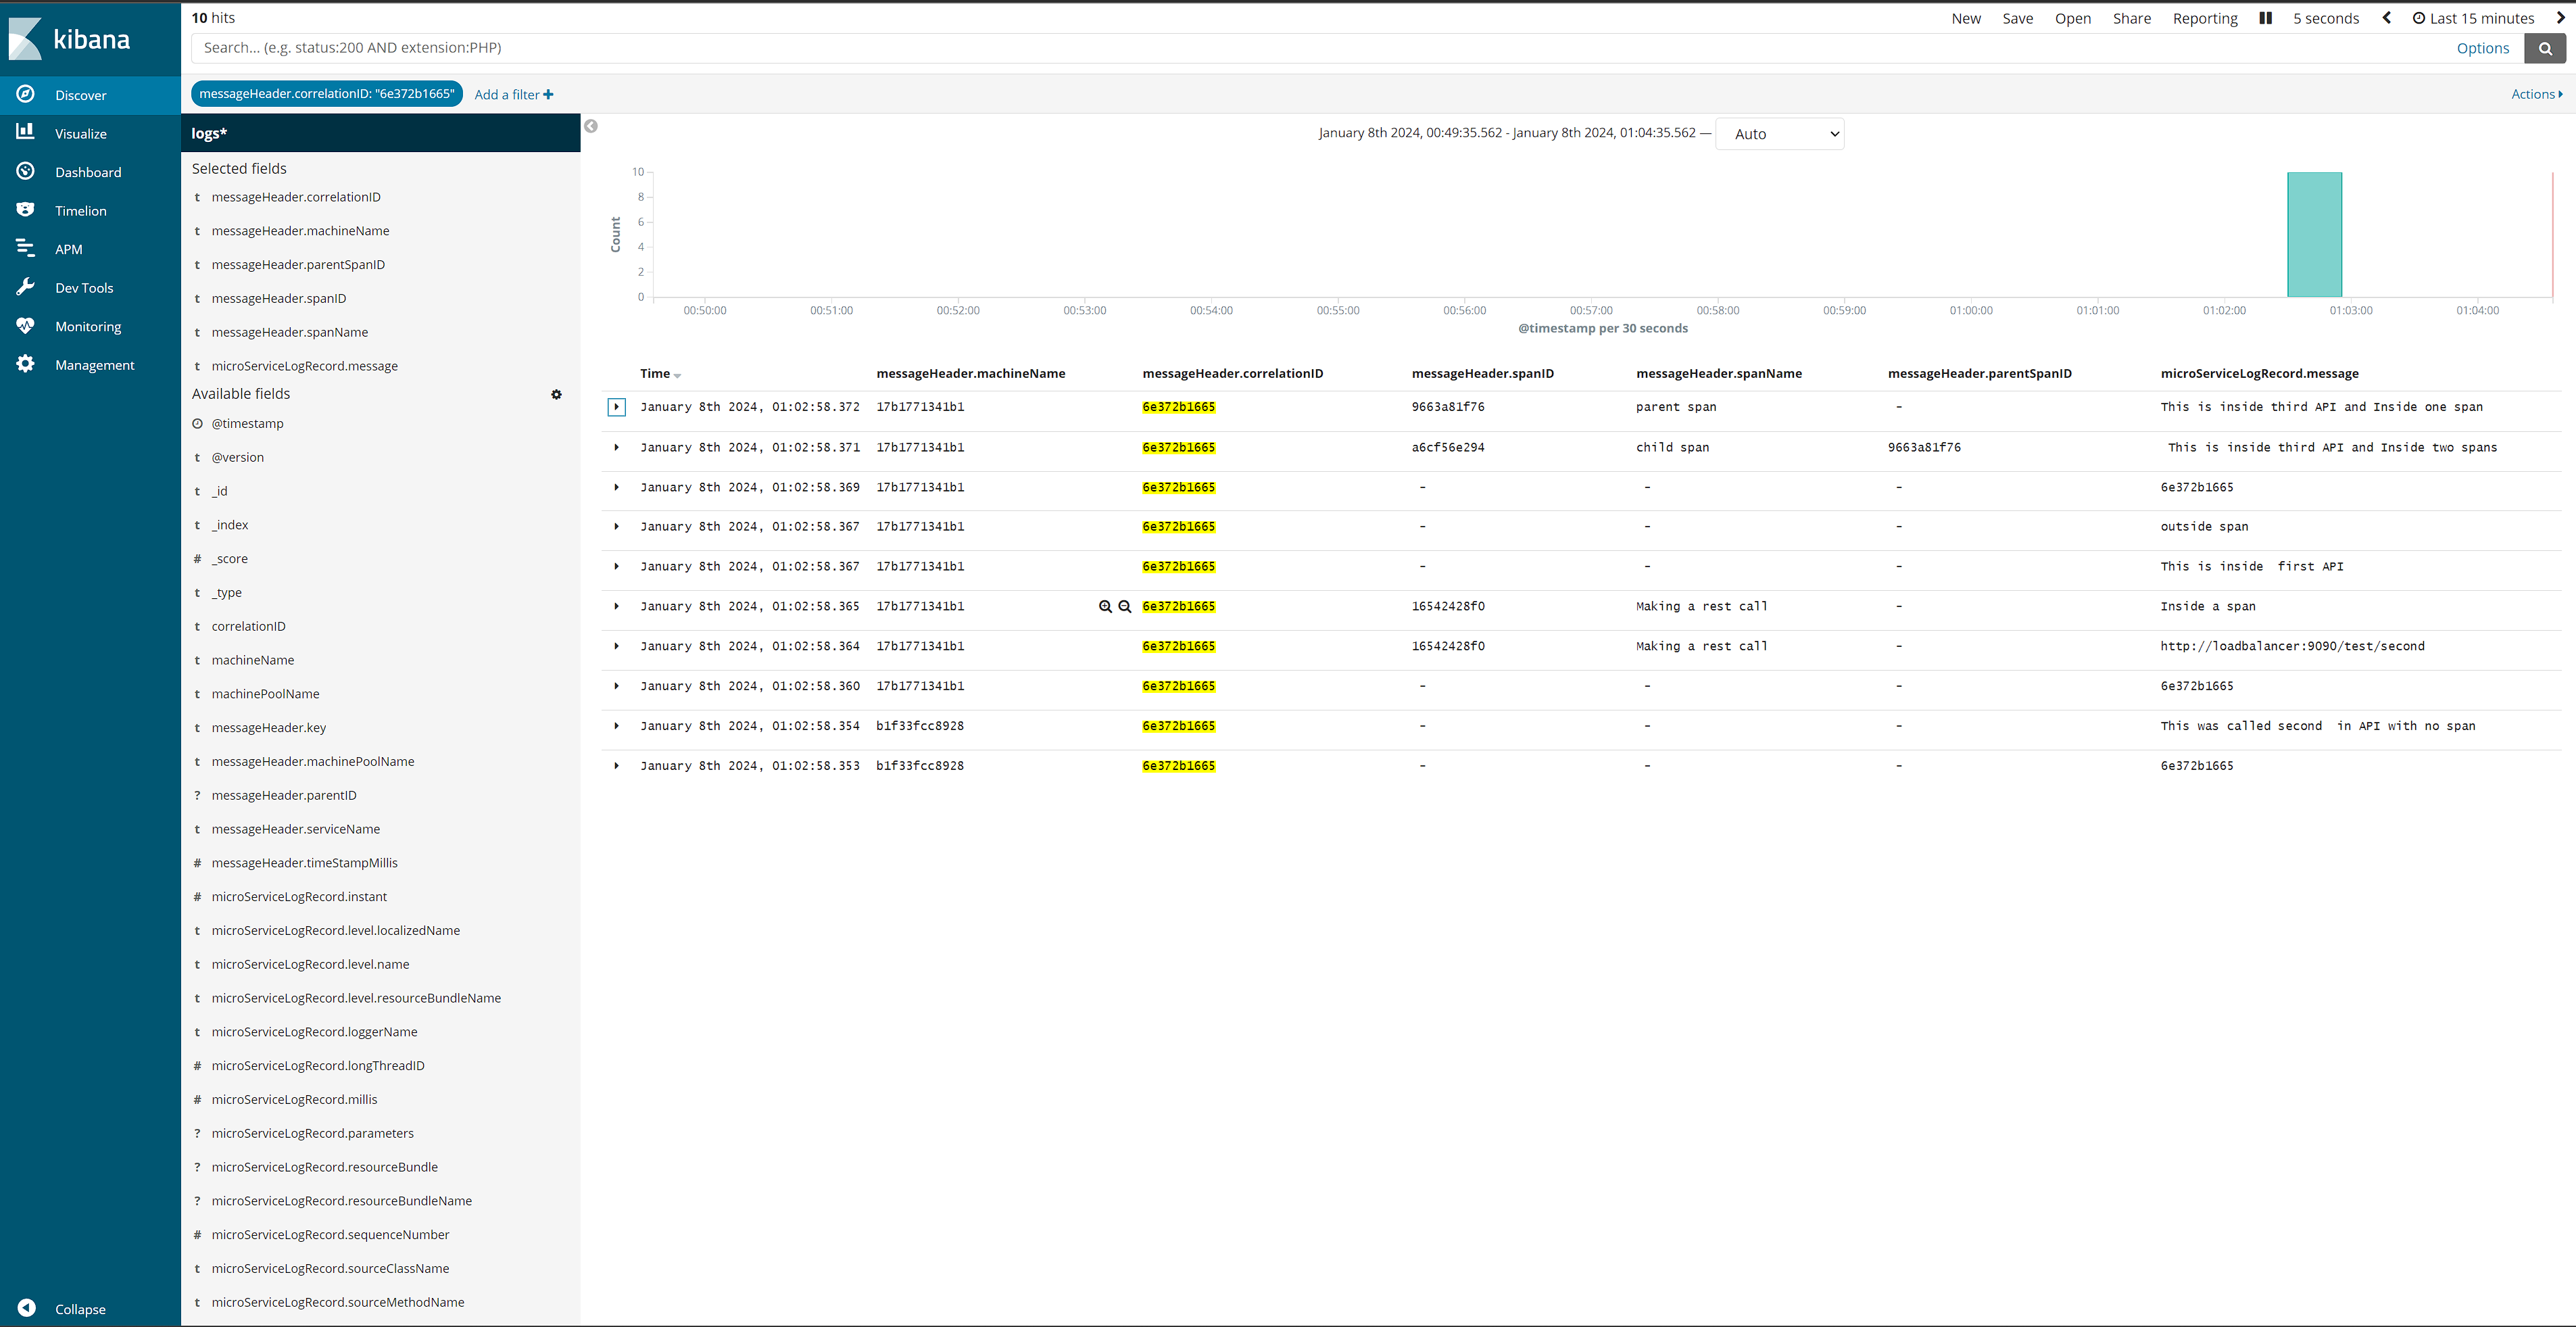 kibana
Discover
Visualize
Dashboard
Timelion
APM
Dev Tools
Monitoring
Management
Collapse
10 hits
New Save Open Share Reporting 5 seconds Last 15 minutes
Search... (e.g. status:200 AND extension:PHP)
Options
messageHeader.correlationID: "6e372b1665" Add a filter
Actions
logs*
Selected fields
t messageHeader.correlationID
t messageHeader.machineName
t messageHeader.parentSpanID
t messageHeader.spanID
t messageHeader.spanName
t microServiceLogRecord.message
Available fields
@timestamp
t @version
t _id
t _index
# _score
t _type
t correlationID
t machineName
t machinePoolName
t messageHeader.key
t messageHeader.machinePoolName
? messageHeader.parentID
t messageHeader.serviceName
# messageHeader.timeStampMillis
# microServiceLogRecord.instant
t microServiceLogRecord.level.localizedName
t microServiceLogRecord.level.name
t microServiceLogRecord.level.resourceBundleName
t microServiceLogRecord.loggerName
# microServiceLogRecord.longThreadID
# microServiceLogRecord.millis
? microServiceLogRecord.parameters
? microServiceLogRecord.resourceBundle
? microServiceLogRecord.resourceBundleName
# microServiceLogRecord.sequenceNumber
t microServiceLogRecord.sourceClassName
t microServiceLogRecord.sourceMethodName
January 8th 2024, 00:49:35.562 - January 8th 2024, 01:04:35.562 — Auto
Count
10
8
6
4
2
0
00:50:00 00:51:00 00:52:00 00:53:00 00:54:00 00:55:00 00:56:00 00:57:00 00:58:00 00:59:00 01:00:00 01:01:00 01:02:00 01:03:00 01:04:00
@timestamp per 30 seconds
Time messageHeader.machineName messageHeader.correlationID messageHeader.spanID messageHeader.spanName messageHeader.parentSpanID microServiceLogRecord.message
January 8th 2024, 01:02:58.372 17b1771341b1 6e372b1665 9663a81f76 parent span - This is inside third API and Inside one span
January 8th 2024, 01:02:58.371 17b1771341b1 6e372b1665 a6cf56e294 child span 9663a81f76 This is inside third API and Inside two spans
January 8th 2024, 01:02:58.369 17b1771341b1 6e372b1665 - - - 6e372b1665
January 8th 2024, 01:02:58.367 17b1771341b1 6e372b1665 - - - outside span
January 8th 2024, 01:02:58.367 17b1771341b1 6e372b1665 - - - This is inside first API
January 8th 2024, 01:02:58.365 17b1771341b1 6e372b1665 16542428f0 Making a rest call - Inside a span
January 8th 2024, 01:02:58.364 17b1771341b1 6e372b1665 16542428f0 Making a rest call - http://loadbalancer:9090/test/second
January 8th 2024, 01:02:58.360 17b1771341b1 6e372b1665 - - - 6e372b1665
January 8th 2024, 01:02:58.354 b1f33fcc8928 6e372b1665 - - - This was called second in API with no span
January 8th 2024, 01:02:58.353 b1f33fcc8928 6e372b1665 - - - 6e372b1665